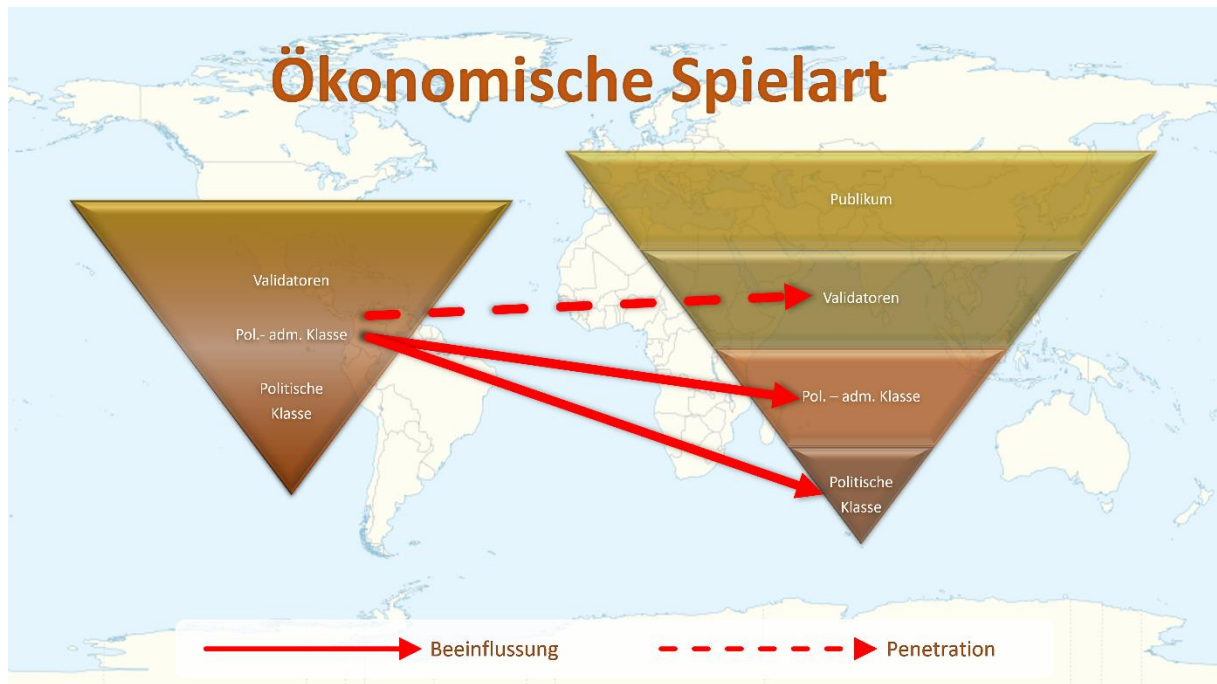 Ökonomische Spielart
Validatoren
Pol.- adm. Klasse
Politische
Klasse
Publikum
Validatoren
Pol. – adm. Klasse
Politische
Klasse
Beeinflussung
Penetration